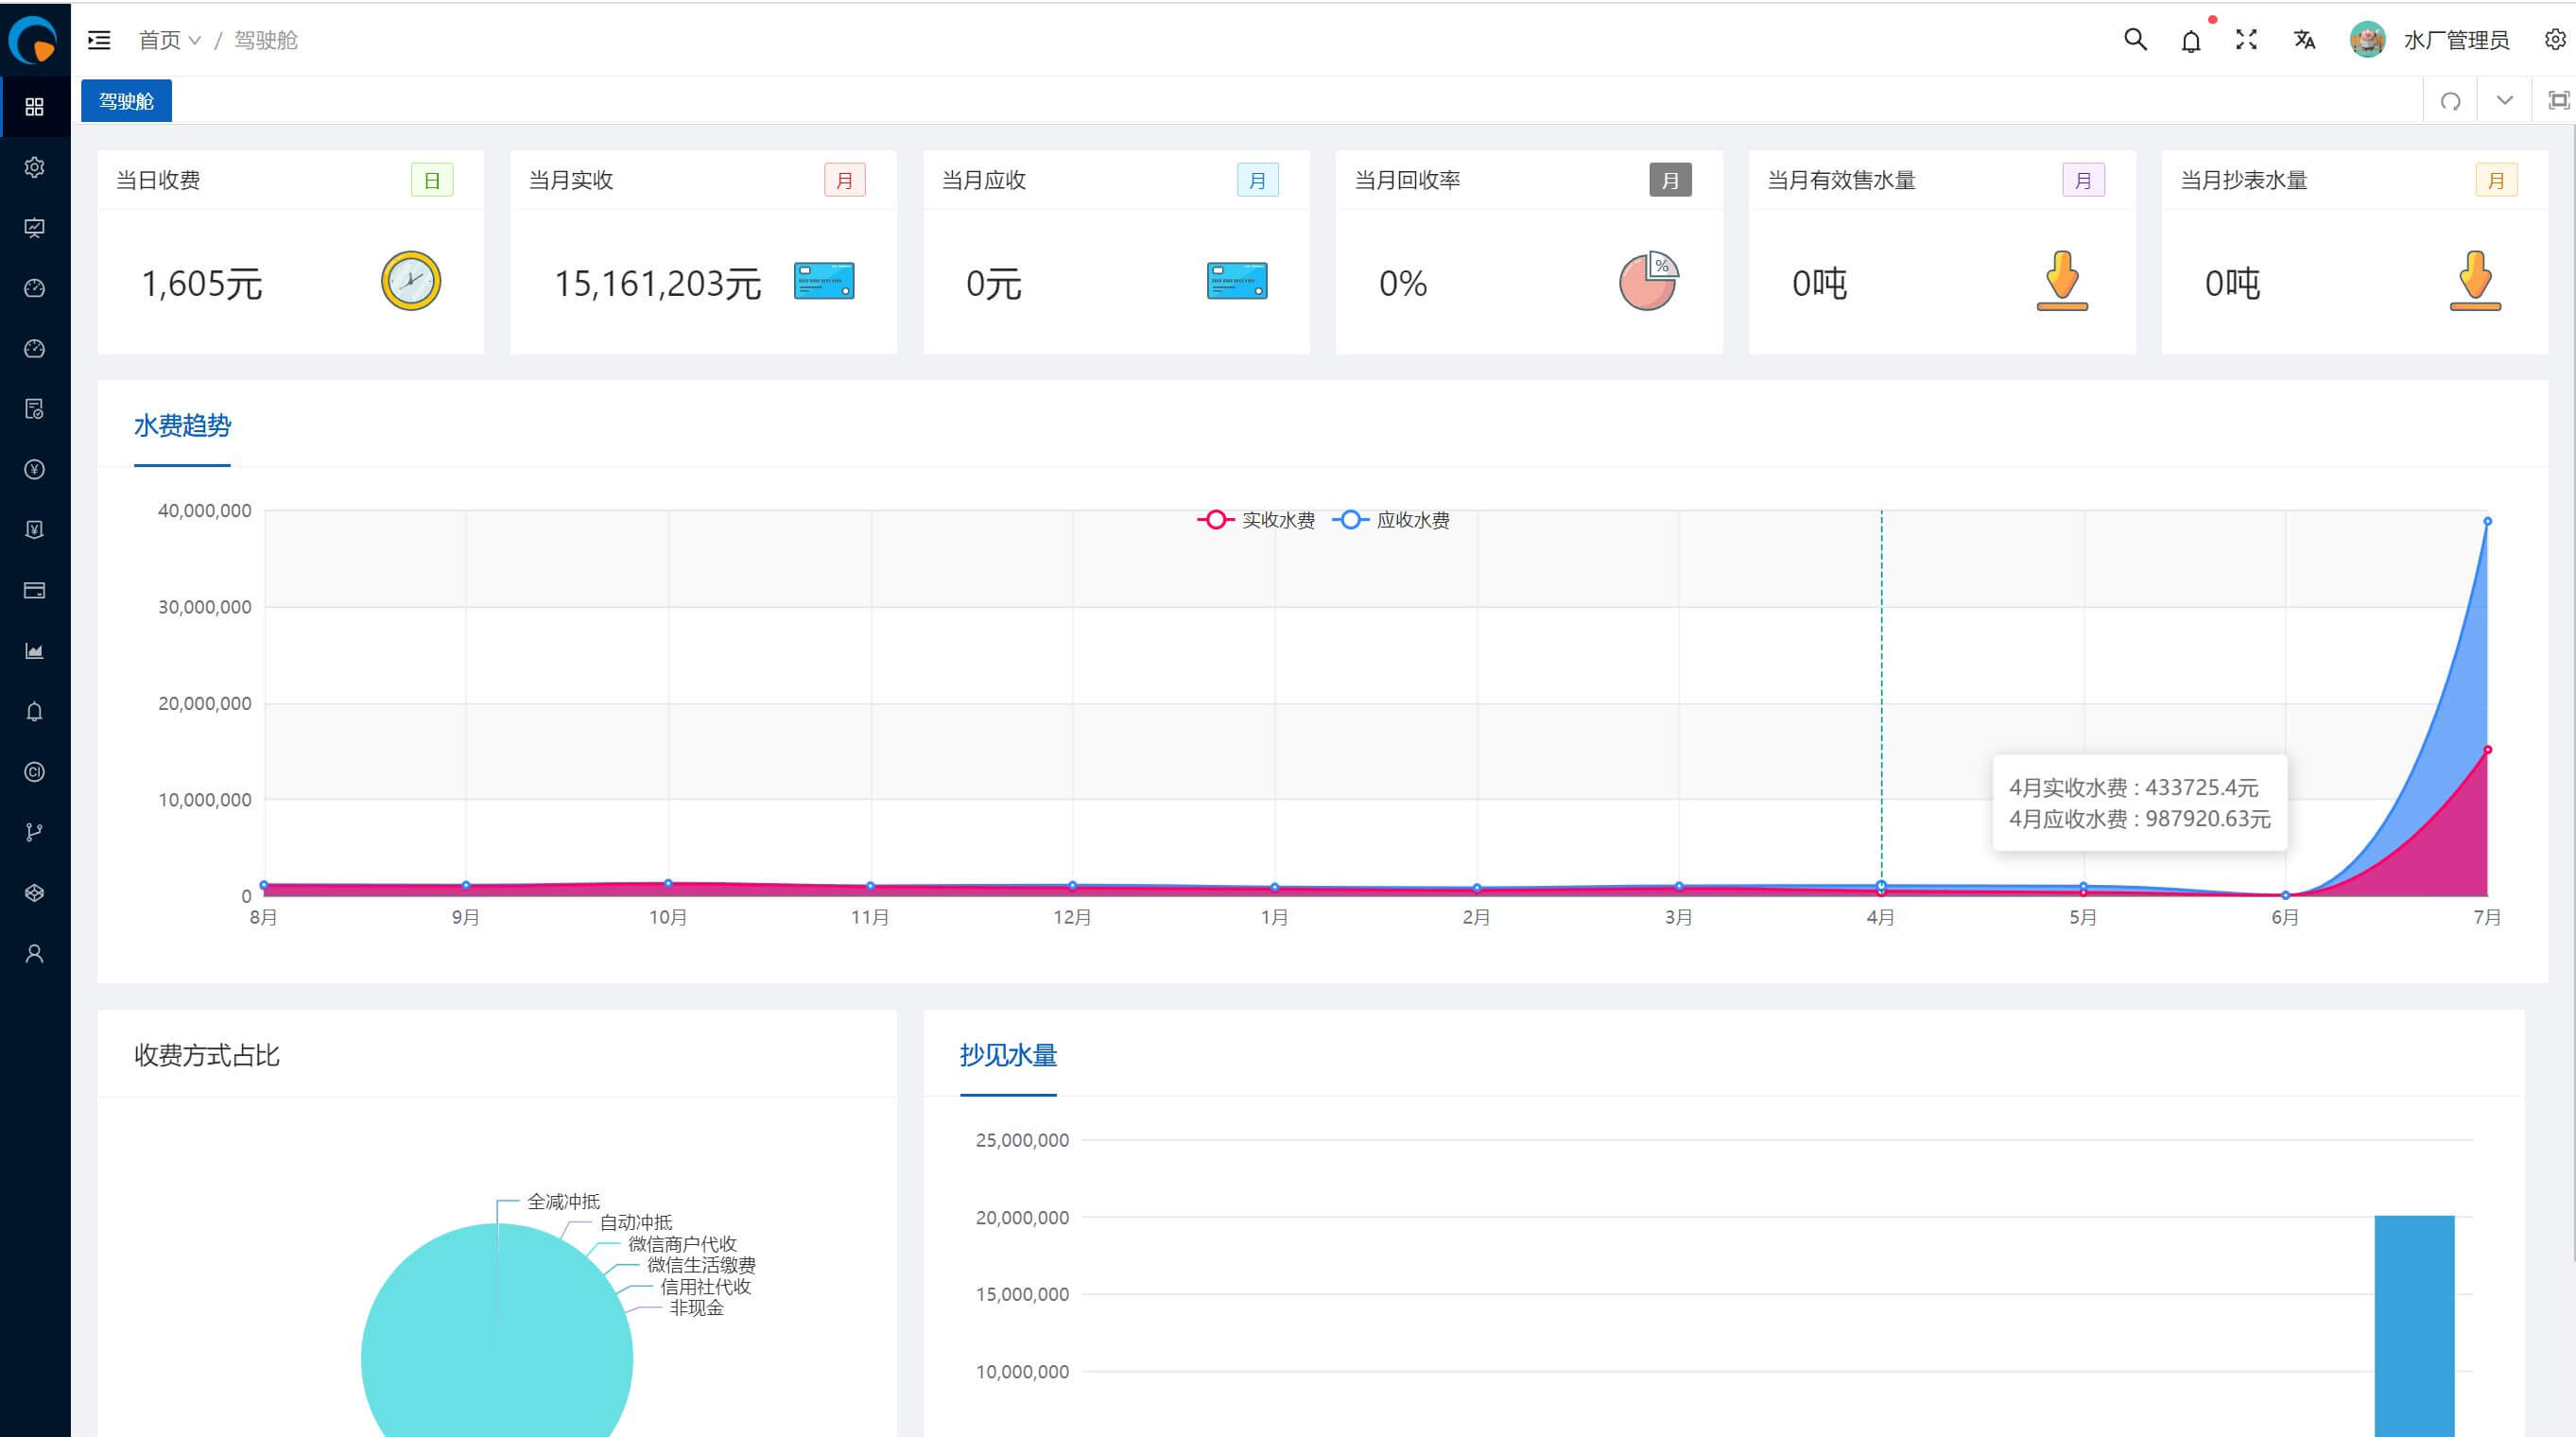 首页 / 驾驶舱
水厂管理员
驾驶舱
当日收费 日
1,605元
当月实收 月
15,161,203元
当月应收 月
0元
当月回收率 月
0%
%
当月有效售水量 月
0吨
当月抄表水量 月
0吨
水费趋势
实收水费 应收水费
40,000,000
30,000,000
20,000,000
10,000,000
0
4月实收水费 : 433725.4元
4月应收水费 : 987920.63元
8月 9月 10月 11月 12月 1月 2月 3月 4月 5月 6月 7月
收费方式占比
全减冲抵
自动冲抵
微信商户代收
微信生活缴费
信用社代收
非现金
抄见水量
25,000,000
20,000,000
15,000,000
10,000,000